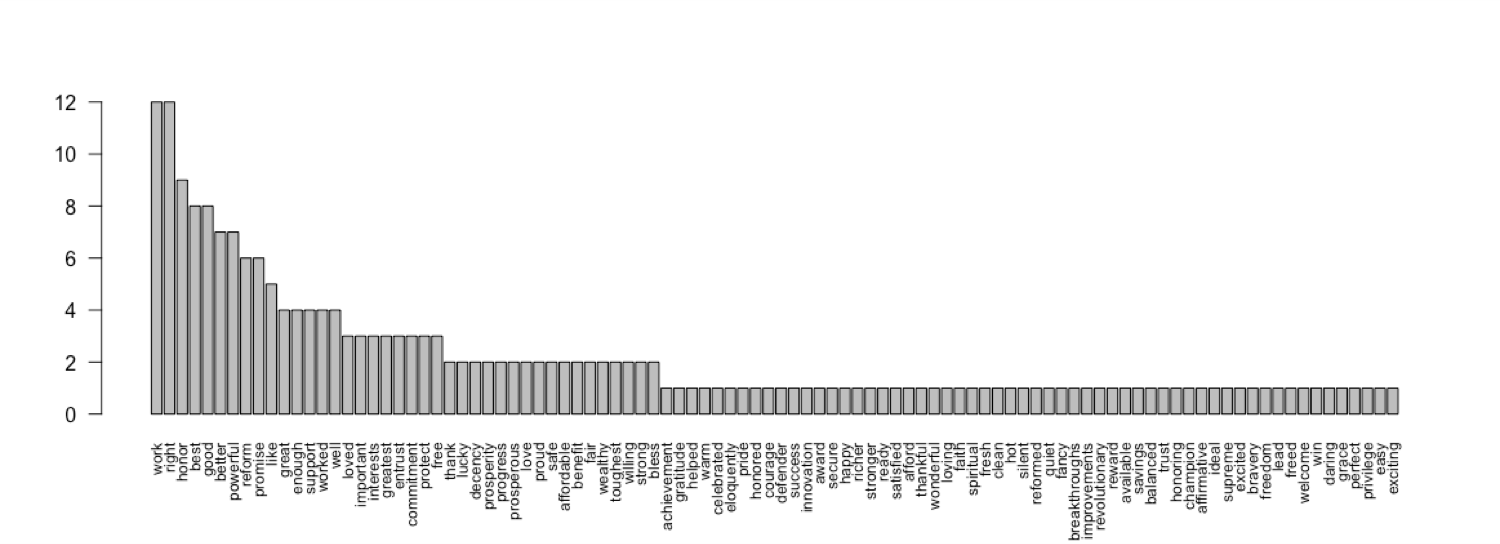 12
10
8
6
4
2
0
work
right
honor
best
good
better
powerful
reform
promise
like
great
enough
support
worked
well
loved
important
interests
greatest
entrust
commitment
protect
free
thank
lucky
decency
prosperity
progress
prosperous
love
proud
safe
affordable
benefit
fair
wealthy
toughest
willing
strong
bless
achievement
gratitude
helped
warm
celebrated
eloquently
pride
honored
courage
defender
success
innovation
award
secure
happy
richer
stronger
ready
satisfied
afford
thankful
wonderful
loving
faith
spiritual
fresh
clean
hot
silent
reformed
quiet
fancy
breakthroughs
improvements
revolutionary
reward
available
savings
balanced
trust
honoring
champion
affirmative
ideal
supreme
excited
bravery
freedom
lead
freed
welcome
win
daring
grace
perfect
privilege
easy
exciting